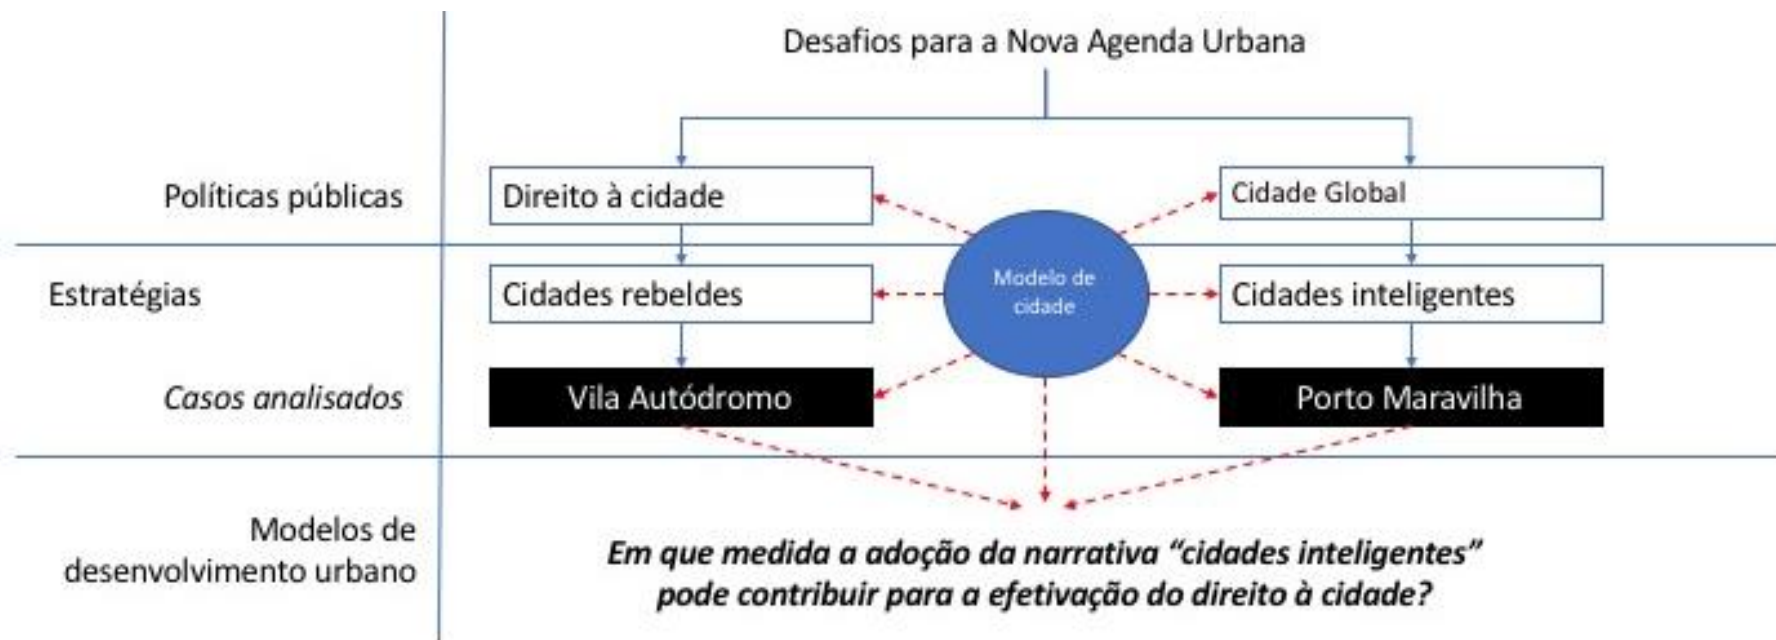 Desafios para a Nova Agenda Urbana
Políticas públicas
Direito à cidade
Cidade Global
Estratégias
Cidades rebeldes
Modelo de
cidade
Cidades inteligentes
Casos analisados
Vila Autódromo
Porto Maravilha
Modelos de
desenvolvimento urbano
Em que medida a adoção da narrativa “cidades inteligentes”
pode contribuir para a efetivação do direito à cidade?